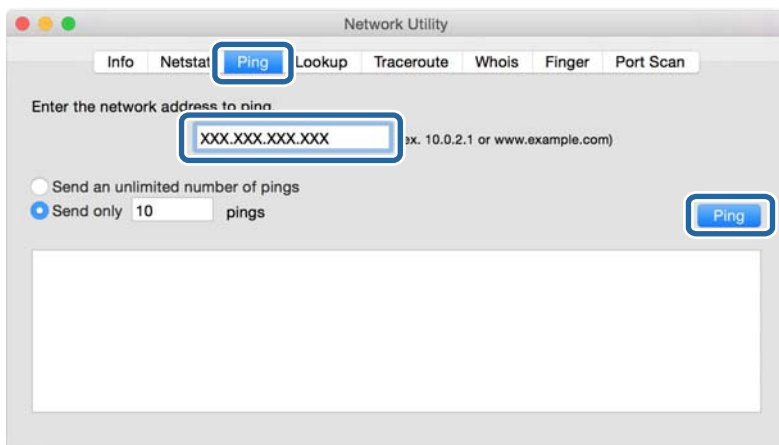 Network Utility
Info Netstat Ping Lookup Traceroute Whois Finger Port Scan
Enter the network address to ping.
XXX.XXX.XXX.XXX ex. 10.0.2.1 or www.example.com)
Send an unlimited number of pings
Send only 10 pings
Ping